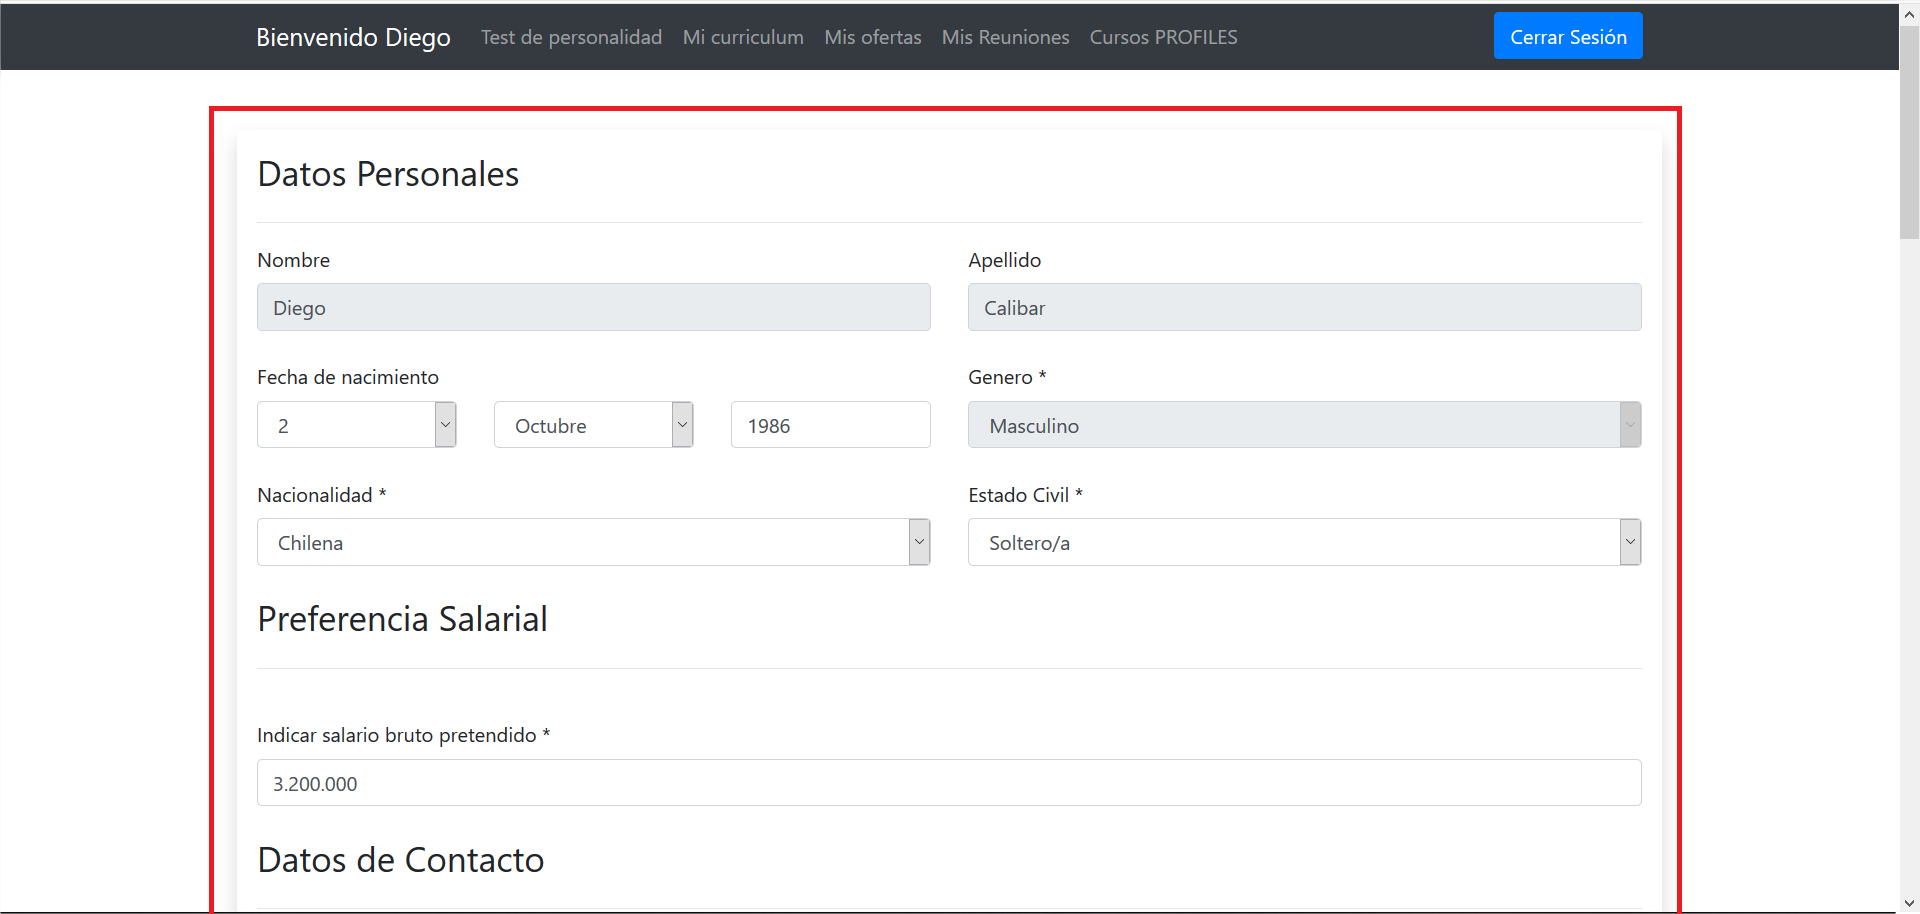 Bienvenido Diego Test de personalidad Mi curriculum Mis ofertas Mis Reuniones Cursos PROFILES Cerrar Sesión
Datos Personales
Nombre Apellido
Diego Calibar
Fecha de nacimiento Genero *
2 Octubre 1986 Masculino
Nacionalidad * Estado Civil *
Chilena Soltero/a
Preferencia Salarial
Indicar salario bruto pretendido *
3.200.000
Datos de Contacto